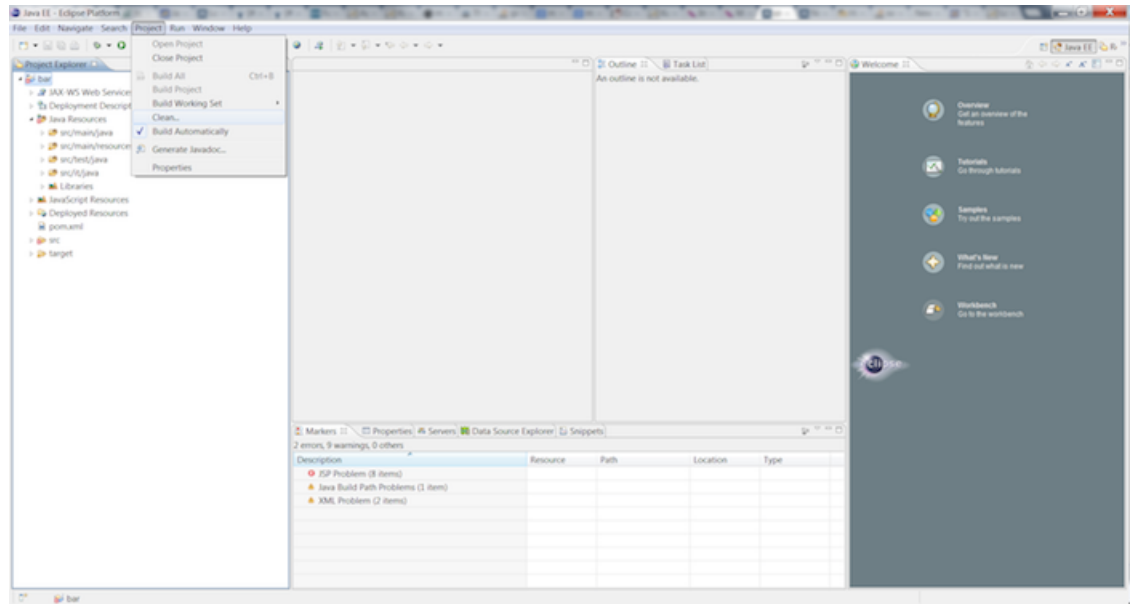 Java EE - Eclipse Platform
File Edit Navigate Search Project Run Window Help
Java EE
Open Project
Close Project
Build All Ctrl+B
Build Project
Build Working Set
Clean...
Build Automatically
Generate Javadoc...
Properties
Project Explorer
bar
JAX-WS Web Service
Deployment Descript
Java Resources
src/main/java
src/main/resource
src/test/java
src/it/java
Libraries
JavaScript Resources
Deployed Resources
pom.xml
src
target
Outline Task List
An outline is not available.
Welcome
Overview
Get an overview of the
features
Tutorials
Go through tutorials
Samples
Try out the samples
What's New
Find out what is new
Workbench
Go to the workbench
eclipse
Markers Properties Servers Data Source Explorer Snippets
2 errors, 9 warnings, 0 others
Description Resource Path Location Type
JSP Problem (8 items)
Java Build Path Problems (1 item)
XML Problem (2 items)
bar